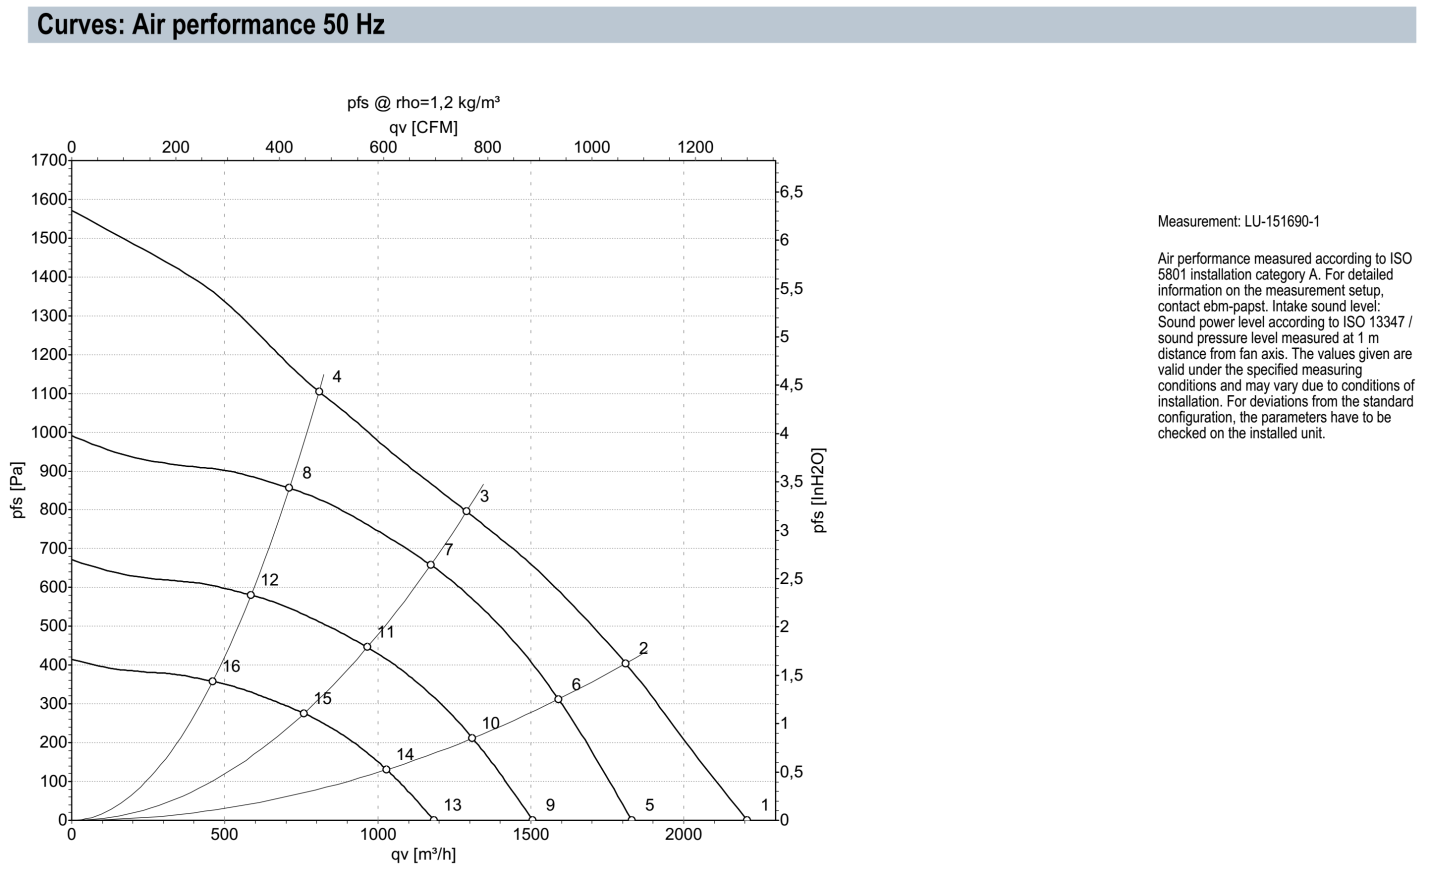 Curves: Air performance 50 Hz
pfs @ rho=1,2 kg/m³
qv [CFM]
0 200 400 600 800 1000 1200
1700
1600
1500
1400
1300
1200
1100
1000
900
800
700
600
500
400
300
200
100
0
pfs [Pa]
6,5
6
5,5
5
4,5
4
3,5
3
2,5
2
1,5
1
0,5
0
pfs [InH2O]
4
8
3
7
12
11
2
16
6
15
10
14
13
9
5
1
0 500 1000 1500 2000
qv [m³/h]
Measurement: LU-151690-1
Air performance measured according to ISO
5801 installation category A. For detailed
information on the measurement setup,
contact ebm-papst. Intake sound level:
Sound power level according to ISO 13347 /
sound pressure level measured at 1 m
distance from fan axis. The values given are
valid under the specified measuring
conditions and may vary due to conditions of
installation. For deviations from the standard
configuration, the parameters have to be
checked on the installed unit.